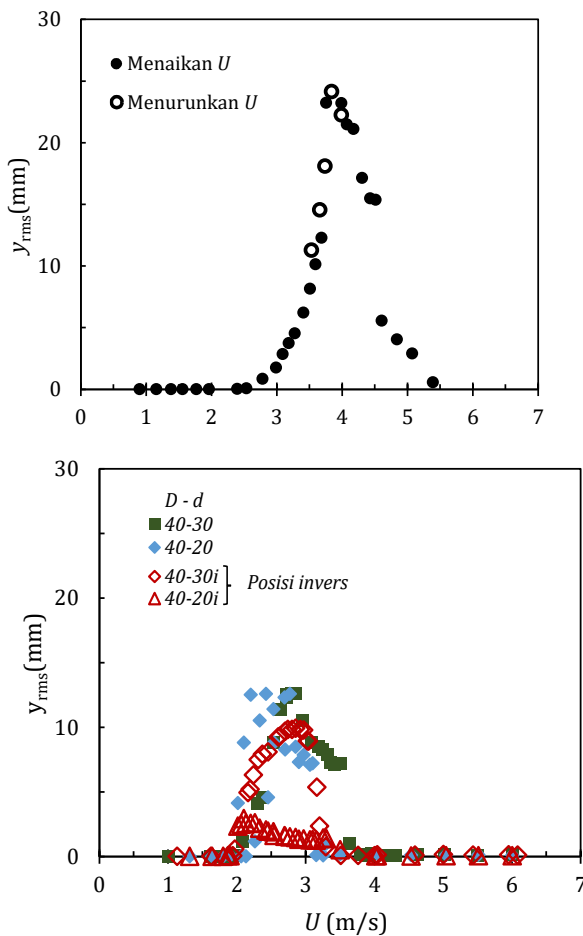 30
20
10
0
y_rms (mm)
Menaikan U
Menurunkan U
0 1 2 3 4 5 6 7
30
20
10
0
y_rms (mm)
D - d
40-30
40-20
40-30i
40-20i
Posisi invers
0 1 2 3 4 5 6 7
U (m/s)